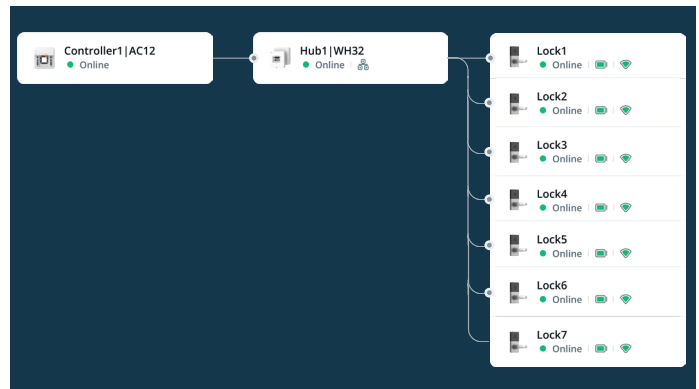 Controller1|AC12
Online
Hub1|WH32
Online
Lock1
Online
Lock2
Online
Lock3
Online
Lock4
Online
Lock5
Online
Lock6
Online
Lock7
Online